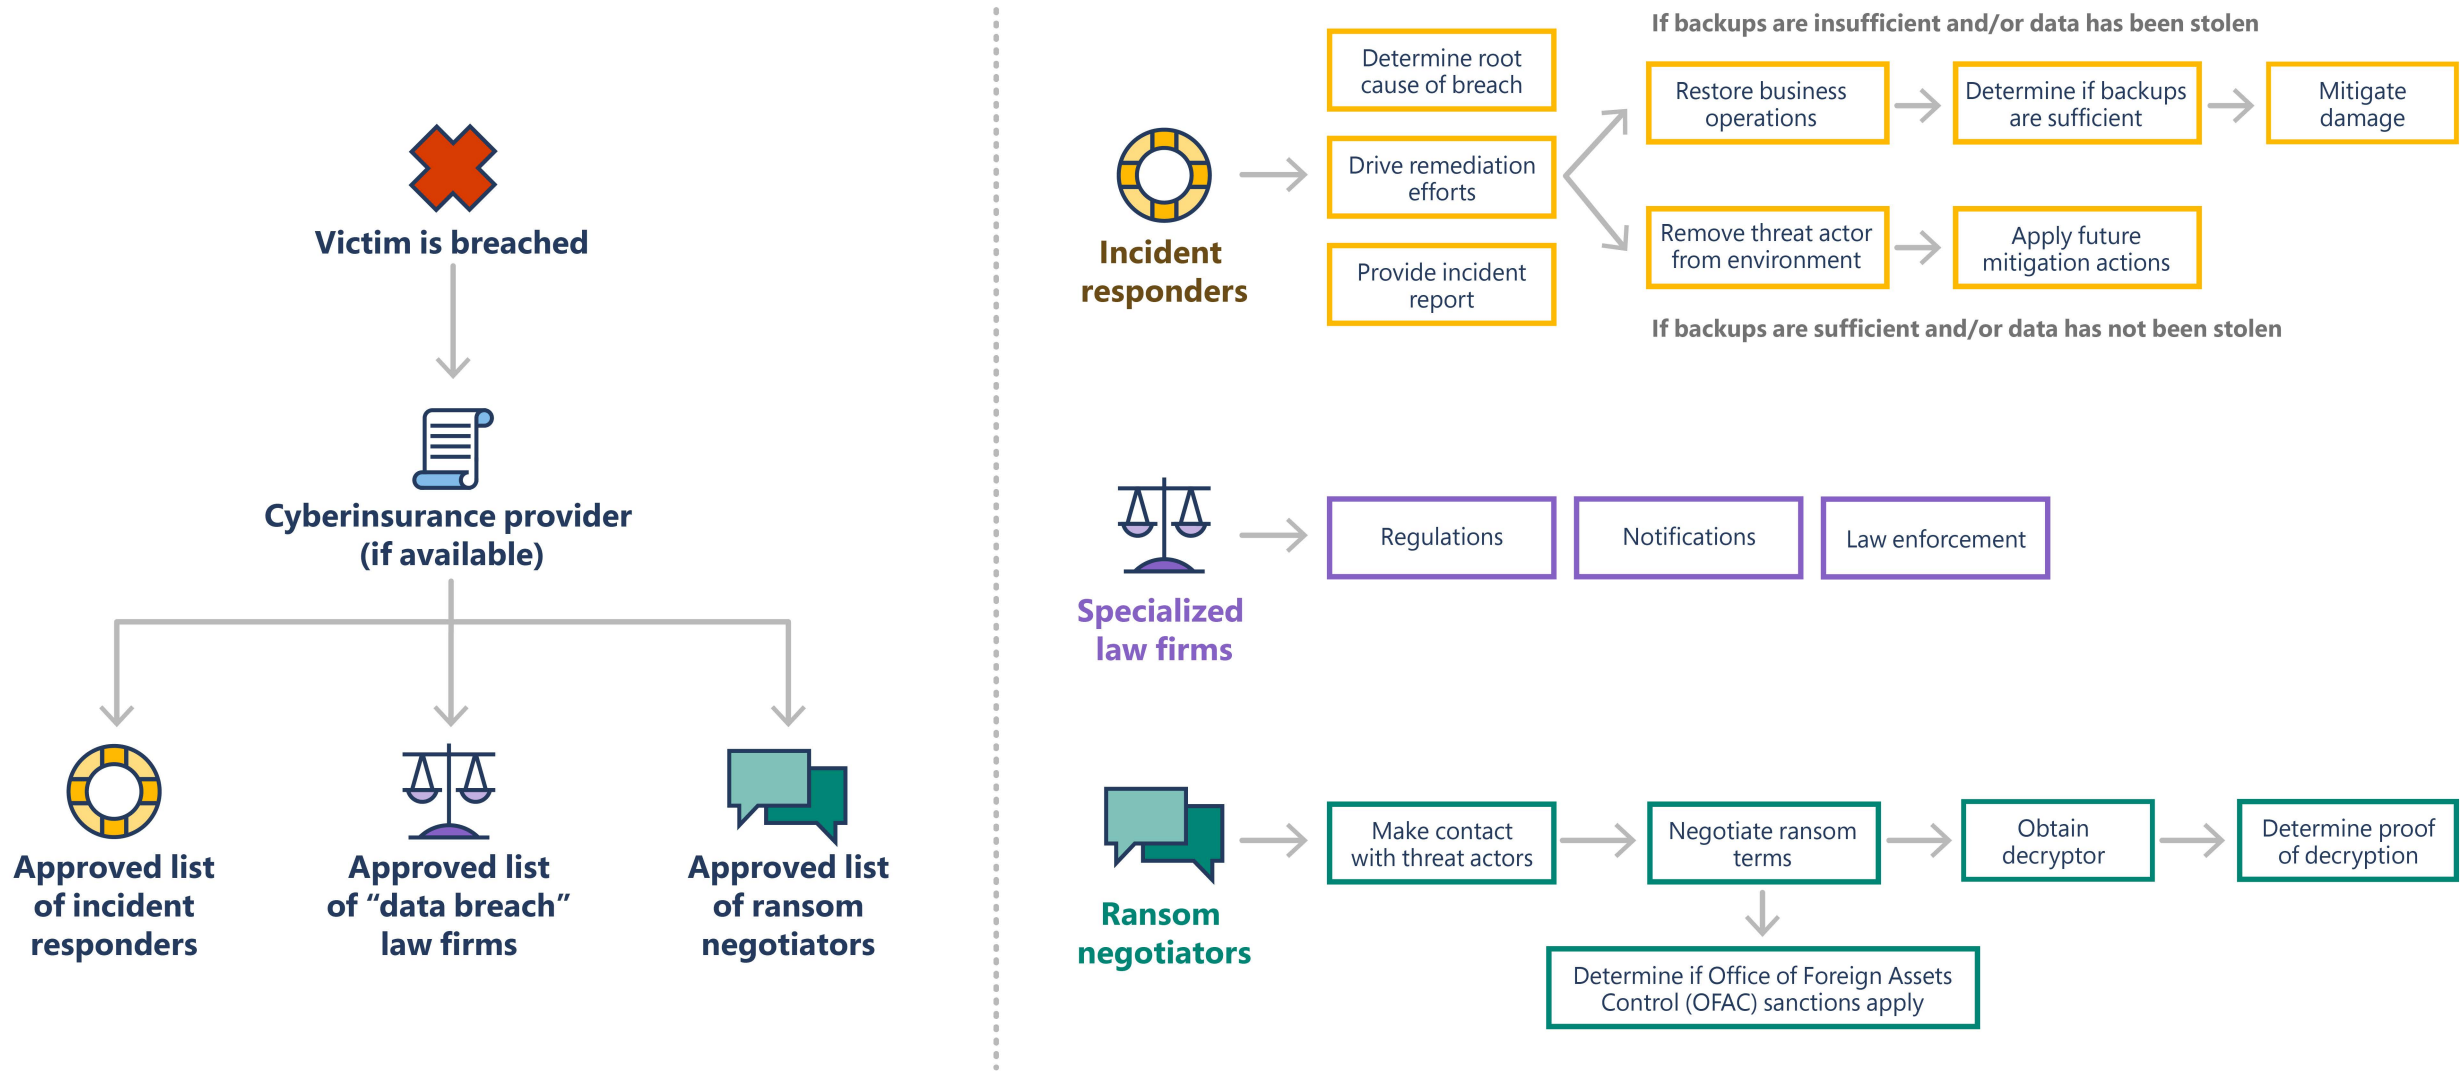 Victim is breached
Cyberinsurance provider
(if available)
Approved list
of incident
responders
Approved list
of “data breach”
law firms
Approved list
of ransom
negotiators
Incident
responders
Determine root
cause of breach
Drive remediation
efforts
Provide incident
report
If backups are insufficient and/or data has been stolen
Restore business
operations
Determine if backups
are sufficient
Mitigate
damage
Remove threat actor
from environment
Apply future
mitigation actions
If backups are sufficient and/or data has not been stolen
Specialized
law firms
Regulations
Notifications
Law enforcement
Ransom
negotiators
Make contact
with threat actors
Negotiate ransom
terms
Obtain
decryptor
Determine proof
of decryption
Determine if Office of Foreign Assets
Control (OFAC) sanctions apply